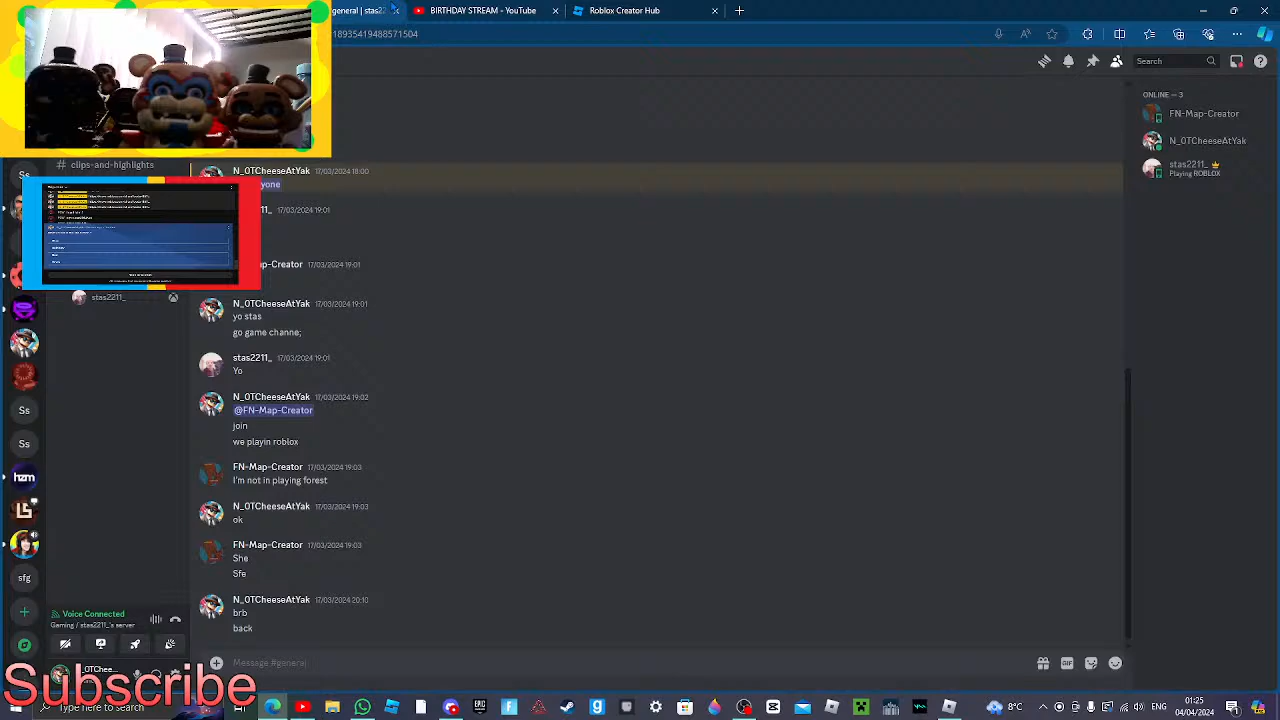 general | stas2
BIRTHDAY STREAM - YouTube
Roblox Creator Hub
18935419488571504
Search
ONLINE — 3
FN-Map-Creator
N_0TCheeseAtYak
stas2211_
Playing ROBLOX
# clips-and-highlights
N_0TCheeseAtYak 17/03/2024 18:00
yone
1_ 17/03/2024 19:01
p-Creator 17/03/2024 19:01
stas2211_
N_0TCheeseAtYak 17/03/2024 19:01
yo stas
go game channe;
stas2211_ 17/03/2024 19:01
Yo
N_0TCheeseAtYak 17/03/2024 19:02
@FN-Map-Creator
join
we playin roblox
FN-Map-Creator 17/03/2024 19:03
I'm not in playing forest
N_0TCheeseAtYak 17/03/2024 19:03
ok
FN-Map-Creator 17/03/2024 19:03
She
Sfe
N_0TCheeseAtYak 17/03/2024 20:10
brb
back
Ss
Ss
hzm
LS
sfg
Voice Connected
Gaming / stas2211_'s server
Message #general
_0TChee
Subscribe
here to search
EPIC
8°C
01:25
04/04/2024